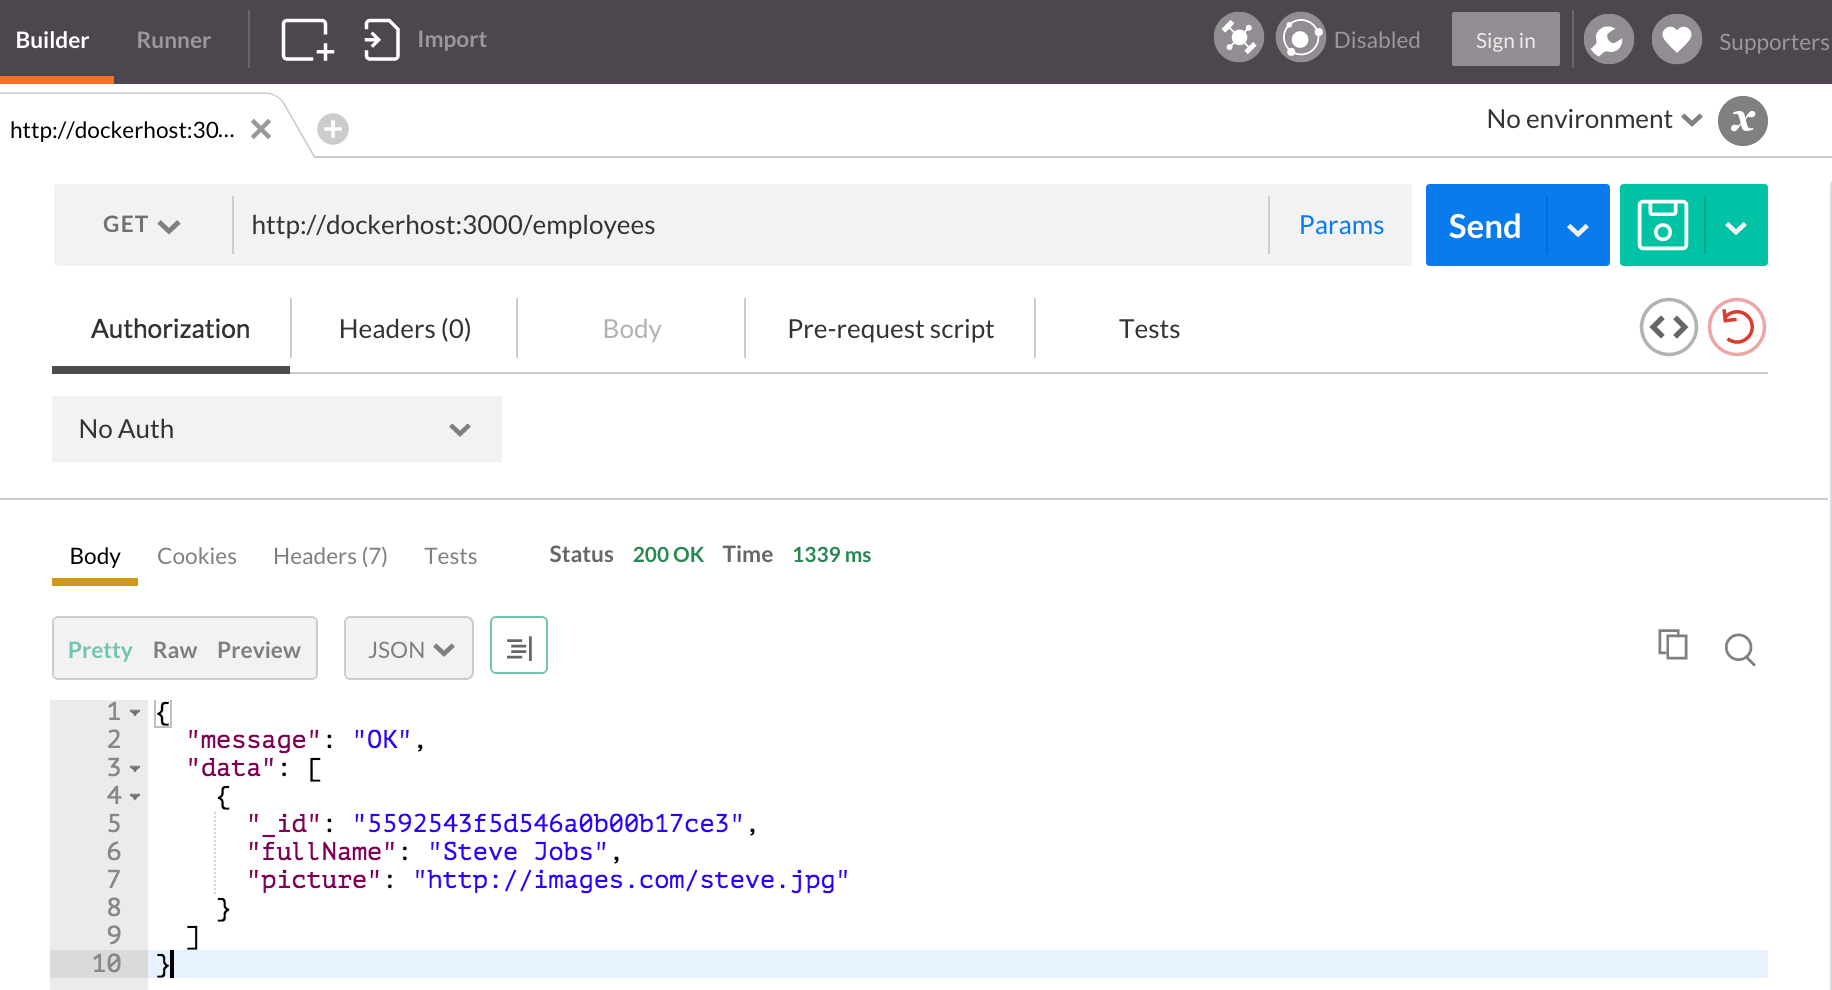 Builder Runner Import Disabled Sign in Supporters
http://dockerhost:30... No environment x
GET http://dockerhost:3000/employees Params Send
Authorization Headers (0) Body Pre-request script Tests
No Auth
Body Cookies Headers (7) Tests Status 200 OK Time 1339 ms
Pretty Raw Preview JSON
1 {
2 "message": "OK",
3 "data": [
4 {
5 "_id": "5592543f5d546a0b00b17ce3",
6 "fullName": "Steve Jobs",
7 "picture": "http://images.com/steve.jpg"
8 }
9 ]
10 }